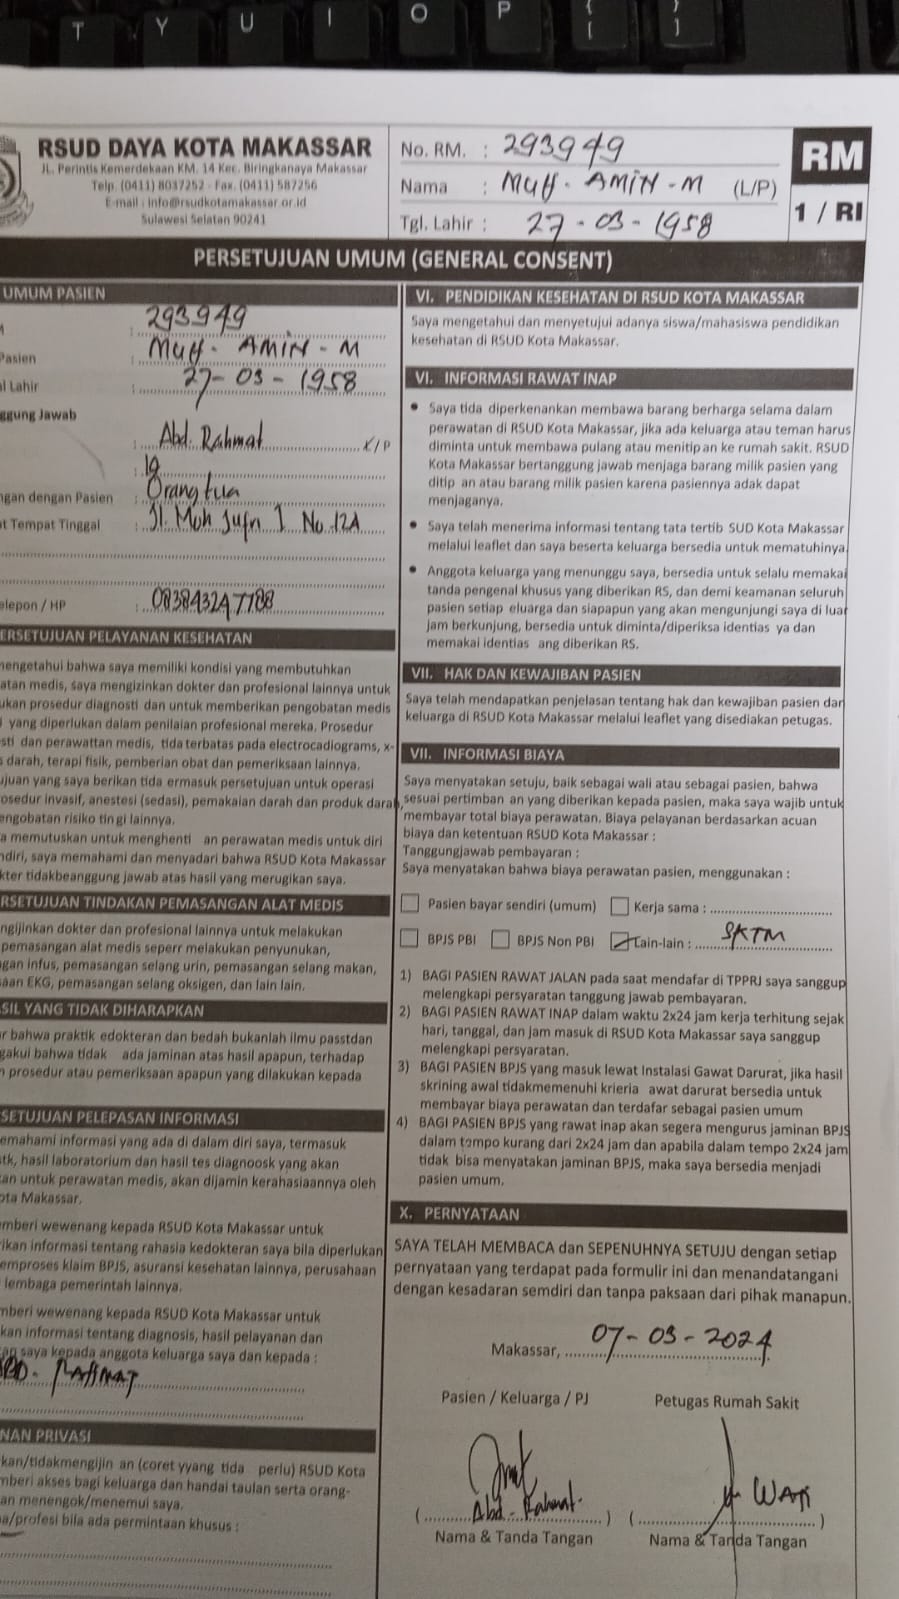 T Y U I O P { [ } ]
RSUD DAYA KOTA MAKASSAR
JL. Perintis Kemerdekaan KM. 14 Kec. Biringkanaya Makassar
Telp. (0411) 8037252 - Fax. (0411) 587256
E-mail : info@rsudkotamakassar.or.id
Sulawesi Selatan 90241
No. RM. : 293949
Nama : MUH - AMIN - M (L/P)
Tgl. Lahir : 27 - 03 - 1958
RM
1 / RI
PERSETUJUAN UMUM (GENERAL CONSENT)
UMUM PASIEN
: 293949
Pasien : MUH - AMIN - M
Lahir : 27 - 03 - 1958
ggung Jawab
: Abd. Rahmat L/P
: 19
ngan dengan Pasien : Orang tua
t Tempat Tinggal : Jl. Moh Jufri I No. 12A
elepon / HP : 083843247788
ERSETUJUAN PELAYANAN KESEHATAN
mengetahui bahwa saya memiliki kondisi yang membutuhkan
atan medis, saya mengizinkan dokter dan profesional lainnya untuk
ukan prosedur diagnosti dan untuk memberikan pengobatan medis
i yang diperlukan dalam penilaian profesional mereka. Prosedur
sti dan perawattan medis, tida terbatas pada electrocadiograms, x-
s darah, terapi fisik, pemberian obat dan pemeriksaan lainnya.
ujuan yang saya berikan tida ermasuk persetujuan untuk operasi
osedur invasif, anestesi (sedasi), pemakaian darah dan produk darah,
engobatan risiko tin gi lainnya.
a memutuskan untuk menghenti an perawatan medis untuk diri
ndiri, saya memahami dan menyadari bahwa RSUD Kota Makassar
kter tidakbeanggung jawab atas hasil yang merugikan saya.
RSETUJUAN TINDAKAN PEMASANGAN ALAT MEDIS
ngijinkan dokter dan profesional lainnya untuk melakukan
pemasangan alat medis seperr melakukan penyunukan,
gan infus, pemasangan selang urin, pemasangan selang makan,
saan EKG, pemasangan selang oksigen, dan lain lain.
SIL YANG TIDAK DIHARAPKAN
r bahwa praktik edokteran dan bedah bukanlah ilmu passtdan
gakui bahwa tidak ada jaminan atas hasil apapun, terhadap
n prosedur atau pemeriksaan apapun yang dilakukan kepada
SETUJUAN PELEPASAN INFORMASI
emahami informasi yang ada di dalam diri saya, termasuk
stk, hasil laboratorium dan hasil tes diagnoosk yang akan
kan untuk perawatan medis, akan dijamin kerahasiaannya oleh
ota Makassar.
mberi wewenang kepada RSUD Kota Makassar untuk
rikan informasi tentang rahasia kedokteran saya bila diperlukan
emproses klaim BPJS, asuransi kesehatan lainnya, perusahaan
lembaga pemerintah lainnya.
mberi wewenang kepada RSUD Kota Makassar untuk
kan informasi tentang diagnosis, hasil pelayanan dan
tan saya kepada anggota keluarga saya dan kepada :
ABD. RAHMAT
NAN PRIVASI
kan/tidakmengijin an (coret yyang tida perlu) RSUD Kota
mberi akses bagi keluarga dan handai taulan serta orang-
an menengok/menemui saya.
a/profesi bila ada permintaan khusus :
VI. PENDIDIKAN KESEHATAN DI RSUD KOTA MAKASSAR
Saya mengetahui dan menyetujui adanya siswa/mahasiswa pendidikan
kesehatan di RSUD Kota Makassar.
VI. INFORMASI RAWAT INAP
• Saya tida diperkenankan membawa barang berharga selama dalam
perawatan di RSUD Kota Makassar, jika ada keluarga atau teman harus
diminta untuk membawa pulang atau menitip an ke rumah sakit. RSUD
Kota Makassar bertanggung jawab menjaga barang milik pasien yang
ditip an atau barang milik pasien karena pasiennya adak dapat
menjaganya.
• Saya telah menerima informasi tentang tata tertib SUD Kota Makassar
melalui leaflet dan saya beserta keluarga bersedia untuk mematuhinya.
• Anggota keluarga yang menunggu saya, bersedia untuk selalu memakai
tanda pengenal khusus yang diberikan RS, dan demi keamanan seluruh
pasien setiap eluarga dan siapapun yang akan mengunjungi saya di luar
jam berkunjung, bersedia untuk diminta/diperiksa identias ya dan
memakai identias ang diberikan RS.
VII. HAK DAN KEWAJIBAN PASIEN
Saya telah mendapatkan penjelasan tentang hak dan kewajiban pasien dan
keluarga di RSUD Kota Makassar melalui leaflet yang disediakan petugas.
VII. INFORMASI BIAYA
Saya menyatakan setuju, baik sebagai wali atau sebagai pasien, bahwa
sesuai pertimban an yang diberikan kepada pasien, maka saya wajib untuk
membayar total biaya perawatan. Biaya pelayanan berdasarkan acuan
biaya dan ketentuan RSUD Kota Makassar :
Tanggungjawab pembayaran :
Saya menyatakan bahwa biaya perawatan pasien, menggunakan :
Pasien bayar sendiri (umum) Kerja sama :
BPJS PBI BPJS Non PBI Lain-lain : SKTM
1) BAGI PASIEN RAWAT JALAN pada saat mendafar di TPPRJ saya sanggup
melengkapi persyaratan tanggung jawab pembayaran.
2) BAGI PASIEN RAWAT INAP dalam waktu 2x24 jam kerja terhitung sejak
hari, tanggal, dan jam masuk di RSUD Kota Makassar saya sanggup
melengkapi persyaratan.
3) BAGI PASIEN BPJS yang masuk lewat Instalasi Gawat Darurat, jika hasil
skrining awal tidakmemenuhi krieria awat darurat bersedia untuk
membayar biaya perawatan dan terdafar sebagai pasien umum
4) BAGI PASIEN BPJS yang rawat inap akan segera mengurus jaminan BPJS
dalam tempo kurang dari 2x24 jam dan apabila dalam tempo 2x24 jam
tidak bisa menyatakan jaminan BPJS, maka saya bersedia menjadi
pasien umum.
X. PERNYATAAN
SAYA TELAH MEMBACA dan SEPENUHNYA SETUJU dengan setiap
pernyataan yang terdapat pada formulir ini dan menandatangani
dengan kesadaran semdiri dan tanpa paksaan dari pihak manapun.
Makassar, 07-03-2024
Pasien / Keluarga / PJ Petugas Rumah Sakit
( Abd - Rahmat ) ( WATI )
Nama & Tanda Tangan Nama & Tanda Tangan